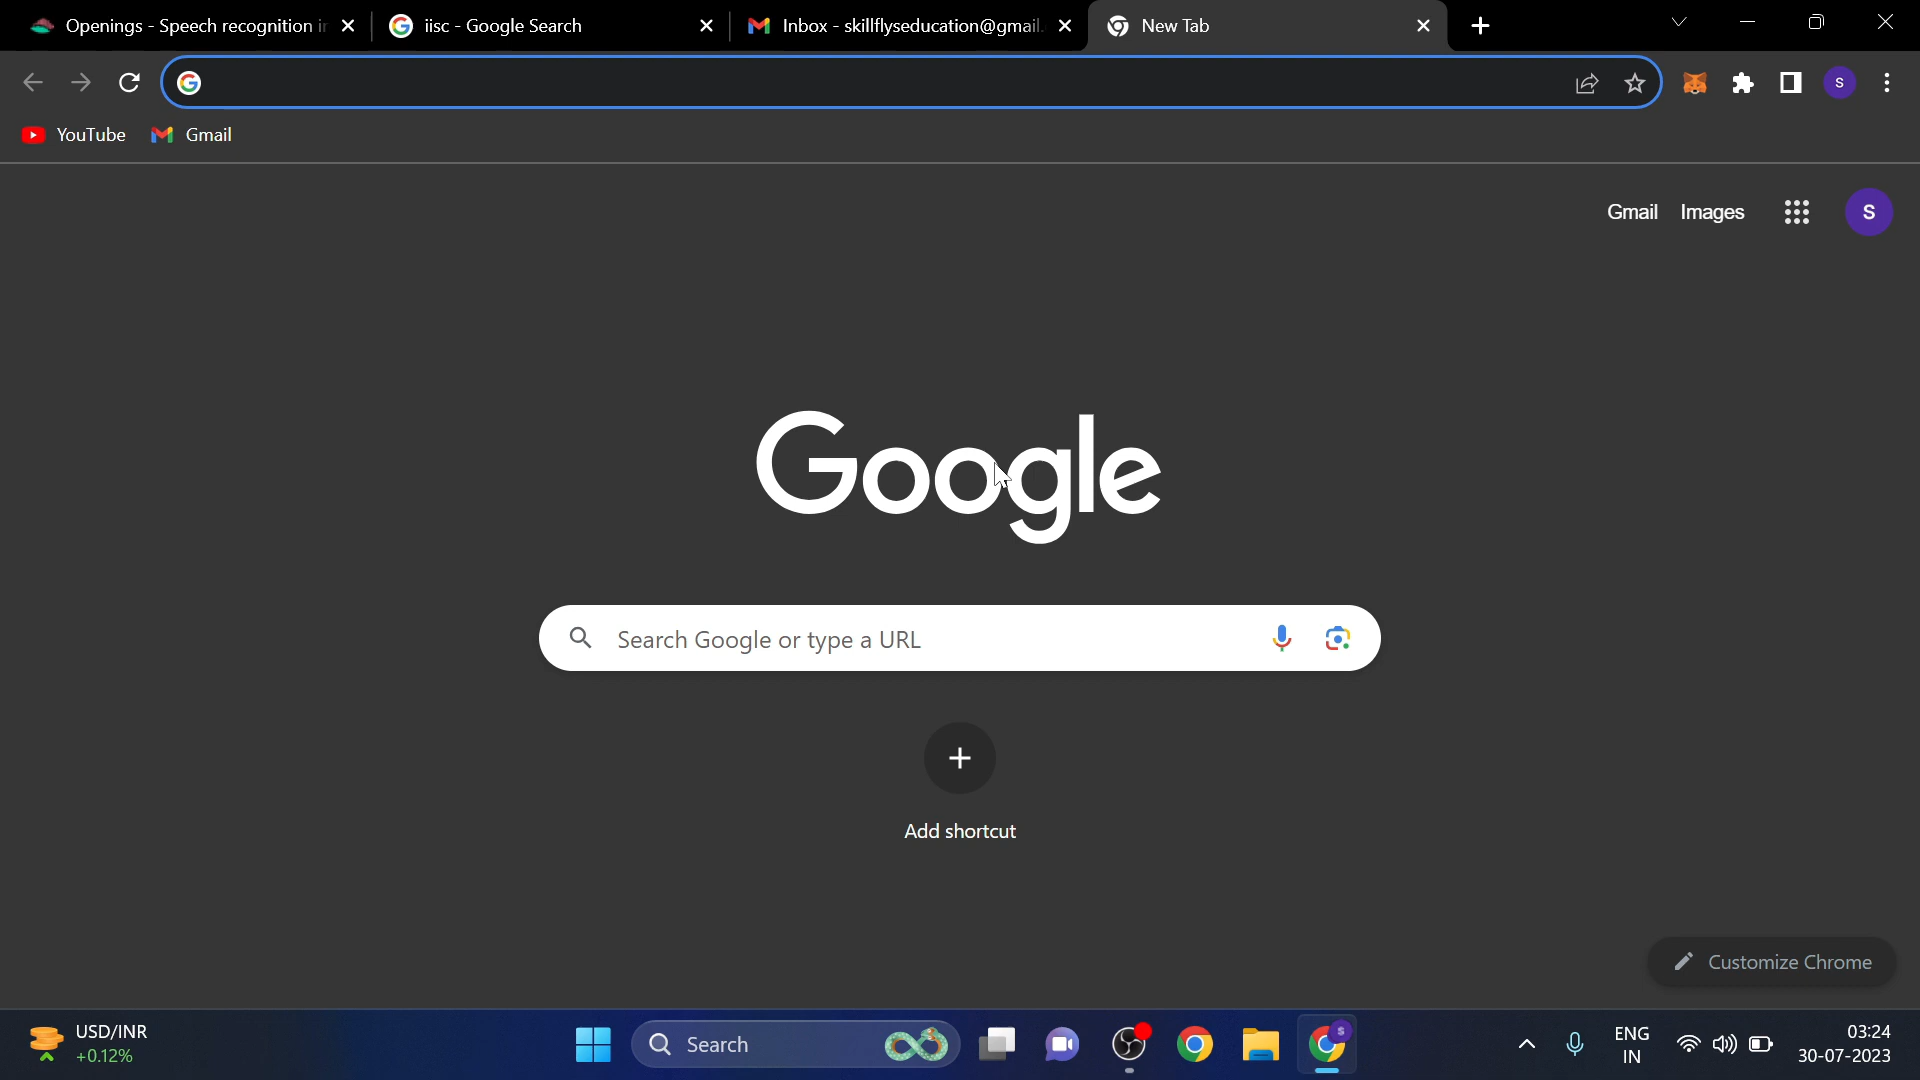 Openings - Speech recognition in
iisc - Google Search
Inbox - skillflyseducation@gmail.
New Tab
S
YouTube
Gmail
Gmail
Images
S
Google
Search Google or type a URL
Add shortcut
Customize Chrome
USD/INR
+0.12%
Search
S
ENG
IN
03:24
30-07-2023